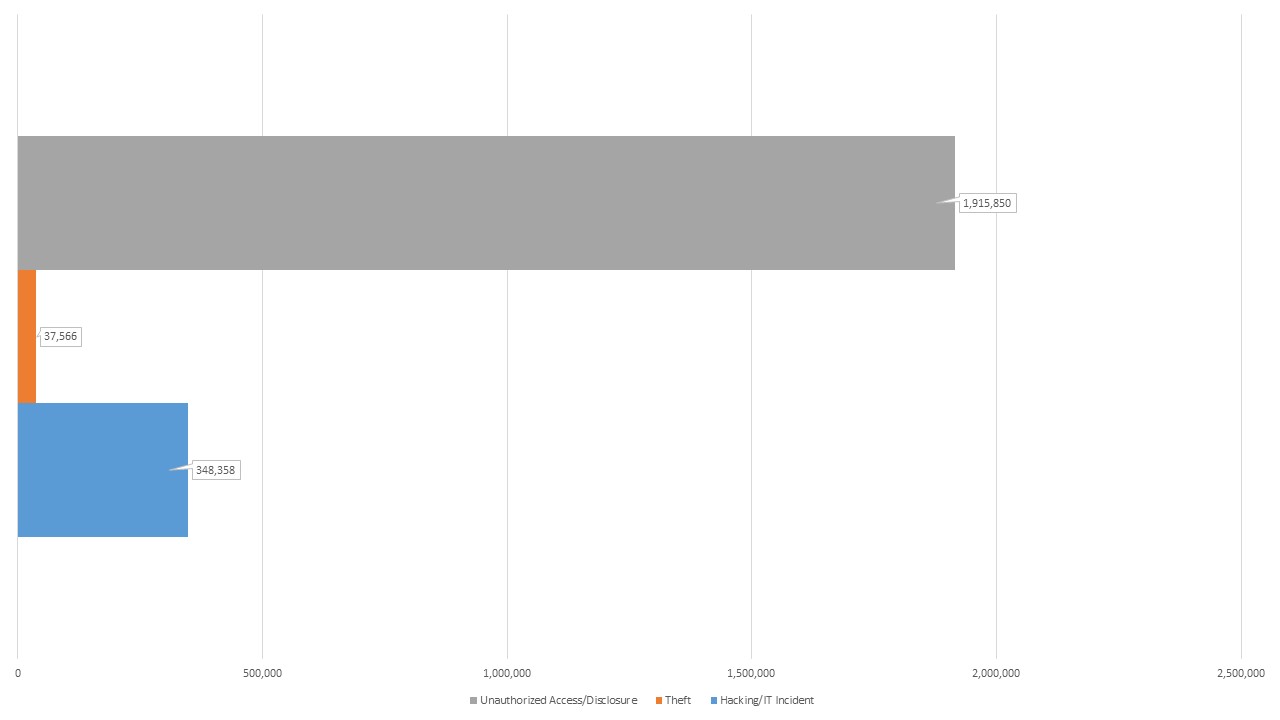 1,915,850
37,566
348,358
0 500,000 1,000,000 1,500,000 2,000,000 2,500,000
Unauthorized Access/Disclosure Theft Hacking/IT Incident